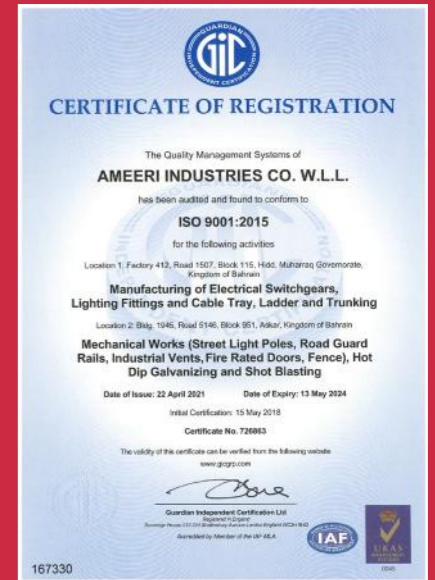 GUARDIAN
GIC
INDEPENDENT CERTIFICATION
CERTIFICATE OF REGISTRATION
The Quality Management Systems of
AMEERI INDUSTRIES CO. W.L.L.
has been audited and found to conform to
ISO 9001:2015
for the following activities
Location 1: Factory 412, Road 1507, Block 115, Hidd, Muharraq Governorate,
Kingdom of Bahrain
Manufacturing of Electrical Switchgears,
Lighting Fittings and Cable Tray, Ladder and Trunking
Location 2: Bldg. 1945, Road 5146, Block 951, Askar, Kingdom of Bahrain
Mechanical Works (Street Light Poles, Road Guard
Rails, Industrial Vents, Fire Rated Doors, Fence), Hot
Dip Galvanizing and Shot Blasting
Date of Issue: 22 April 2021 Date of Expiry: 13 May 2024
Initial Certification: 15 May 2018
Certificate No. 726863
The validity of this certificate can be verified from the following website
www.gicgrp.com
Guardian Independent Certification Ltd
Registered in England
Accredited by Member of the IAF MLA
IAF
UKAS
MANAGEMENT
SYSTEMS
0045
167330